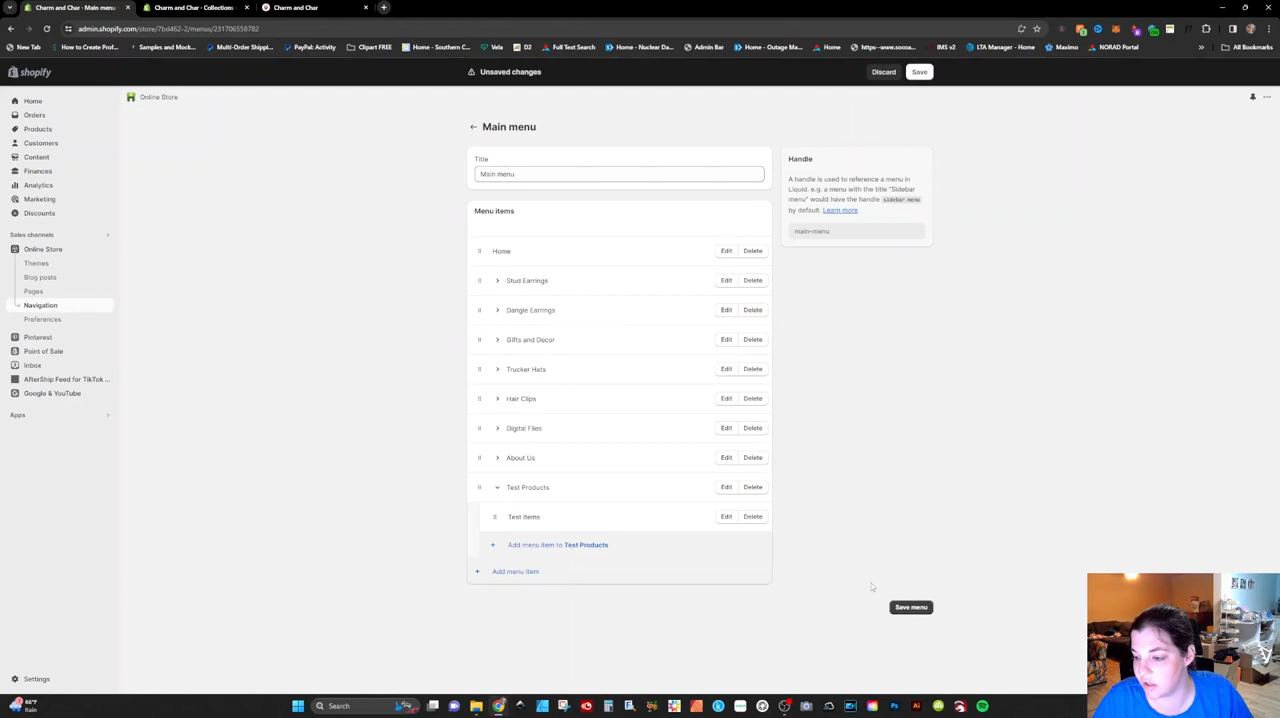 Charm and Char - Main menu
Charm and Char - Collections
Charm and Char
admin.shopify.com/store/7bd462-2/menus/231706558782
New Tab
How to Create Prof...
Samples and Mock...
Multi-Order Shippi...
PayPal: Activity
Clipart FREE
Home - Southern C...
Vela
D2
Full Text Search
Home - Nuclear Da...
Admin Bar
Home - Outage Ma...
Home
https--www.socoa...
IMS v2
LTA Manager - Home
Maximo
NORAD Portal
All Bookmarks
shopify
Unsaved changes
Discard
Save
Home
Orders
Products
Customers
Content
Finances
Analytics
Marketing
Discounts
Sales channels
Online Store
Themes
Blog posts
Pages
Navigation
Preferences
Pinterest
Point of Sale
Inbox
AfterShip Feed for TikTok ...
Google & YouTube
Apps
Settings
Online Store
Main menu
Title
Main menu
Menu items
Home Edit Delete
Stud Earrings Edit Delete
Dangle Earrings Edit Delete
Gifts and Decor Edit Delete
Trucker Hats Edit Delete
Hair Clips Edit Delete
Digital Files Edit Delete
About Us Edit Delete
Test Products Edit Delete
Test Items Edit Delete
Add menu item to Test Products
Add menu item
Handle
A handle is used to reference a menu in
Liquid. e.g. a menu with the title "Sidebar
menu" would have the handle sidebar-menu
by default. Learn more
main-menu
Save menu
66°F
Rain
Search